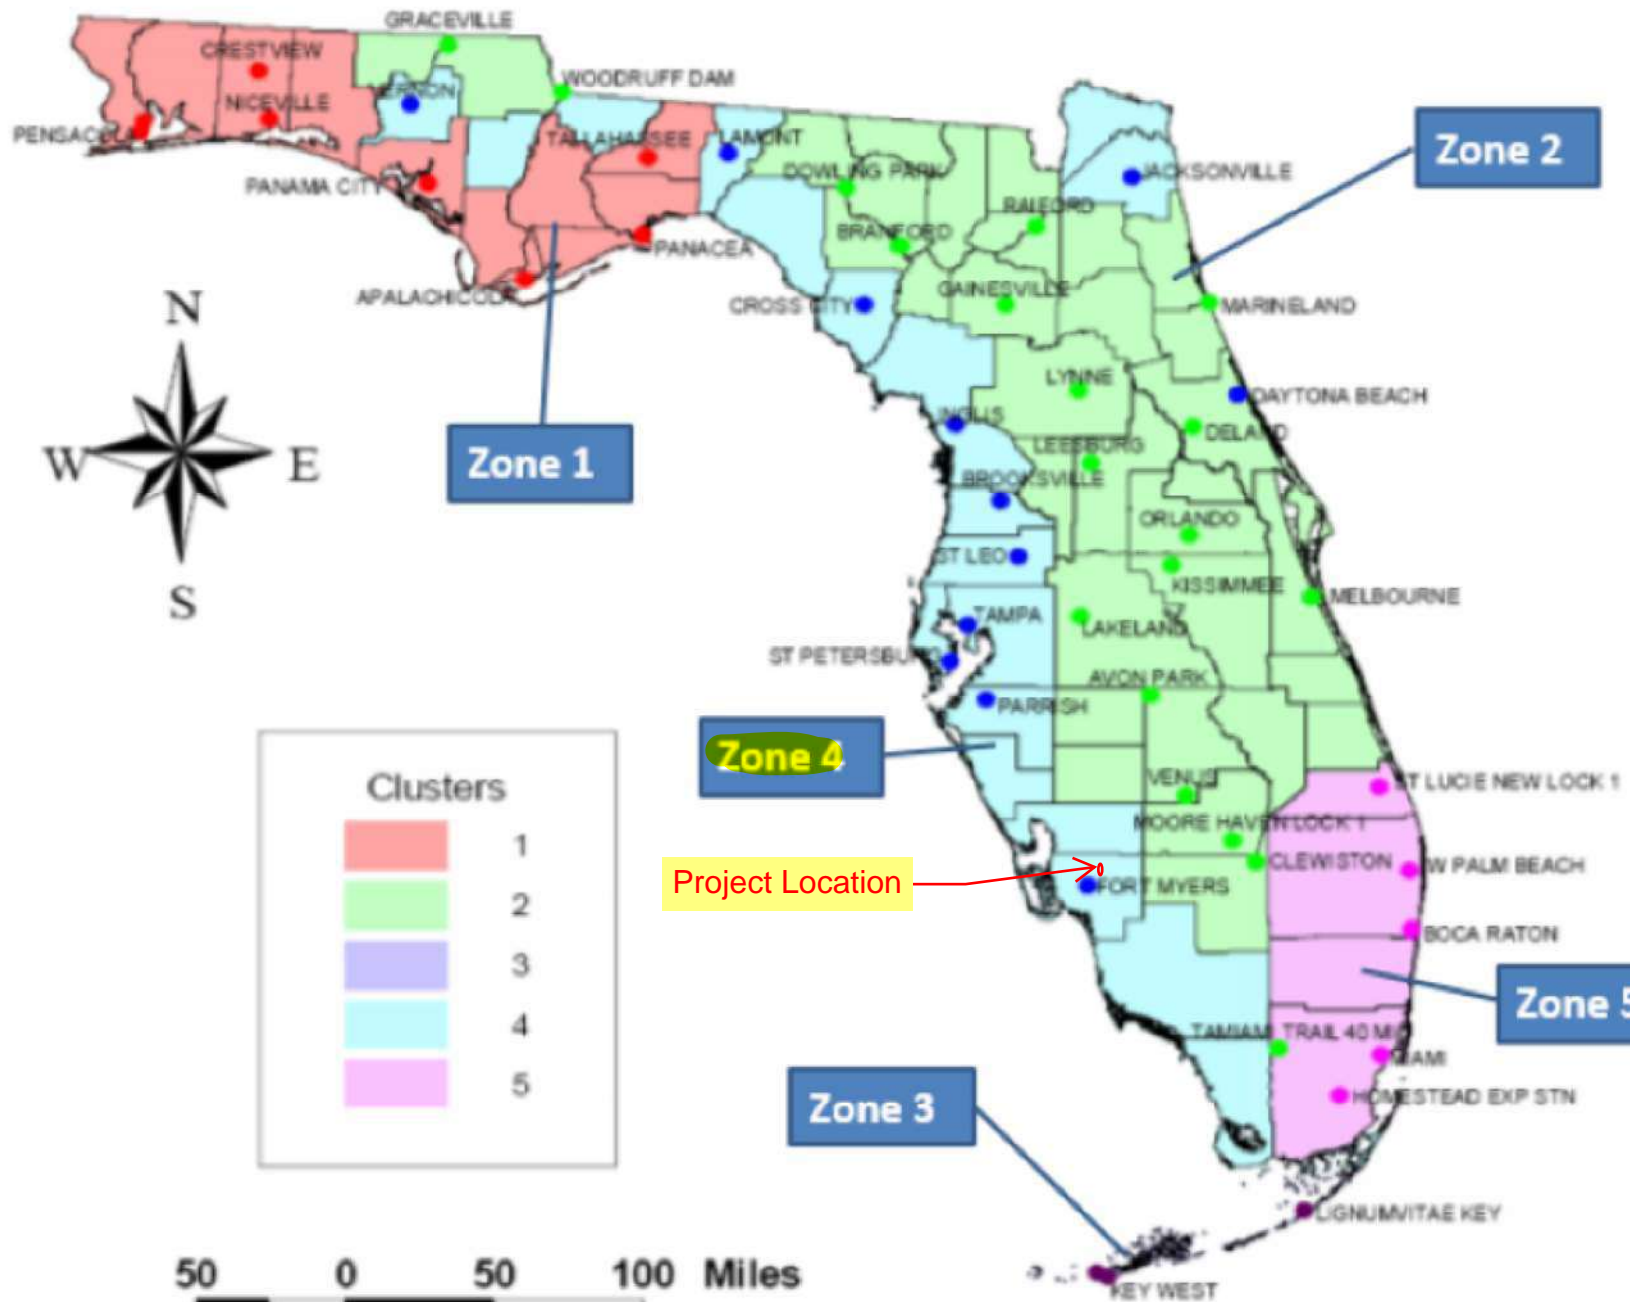 GRACEVILLE
CRESTVIEW
WOODRUFF DAM
VERNON
NICEVILLE
PENSACOLA
TALLAHASSEE
LAMONT
Zone 2
DOWLING PARK
JACKSONVILLE
PANAMA CITY
RAIFORD
BRANFORD
PANACEA
APALACHICOLA
GAINESVILLE
CROSS CITY
MARINELAND
N
LYNNE
DAYTONA BEACH
INGLIS
DELAND
LEESBURG
W
E
Zone 1
BROOKSVILLE
ORLANDO
ST LEO
KISSIMMEE
MELBOURNE
S
TAMPA
LAKELAND
ST PETERSBURG
AVON PARK
PARRISH
Zone 4
VENUS
ST LUCIE NEW LOCK 1
Clusters
MOORE HAVEN LOCK 1
1
CLEWISTON
W PALM BEACH
Project Location
FORT MYERS
2
BOCA RATON
3
Zone 5
4
TAMIAMI TRAIL 40 MI
MIAMI
5
HOMESTEAD EXP STN
Zone 3
LIGNUMVITAE KEY
50 0 50 100 Miles
KEY WEST